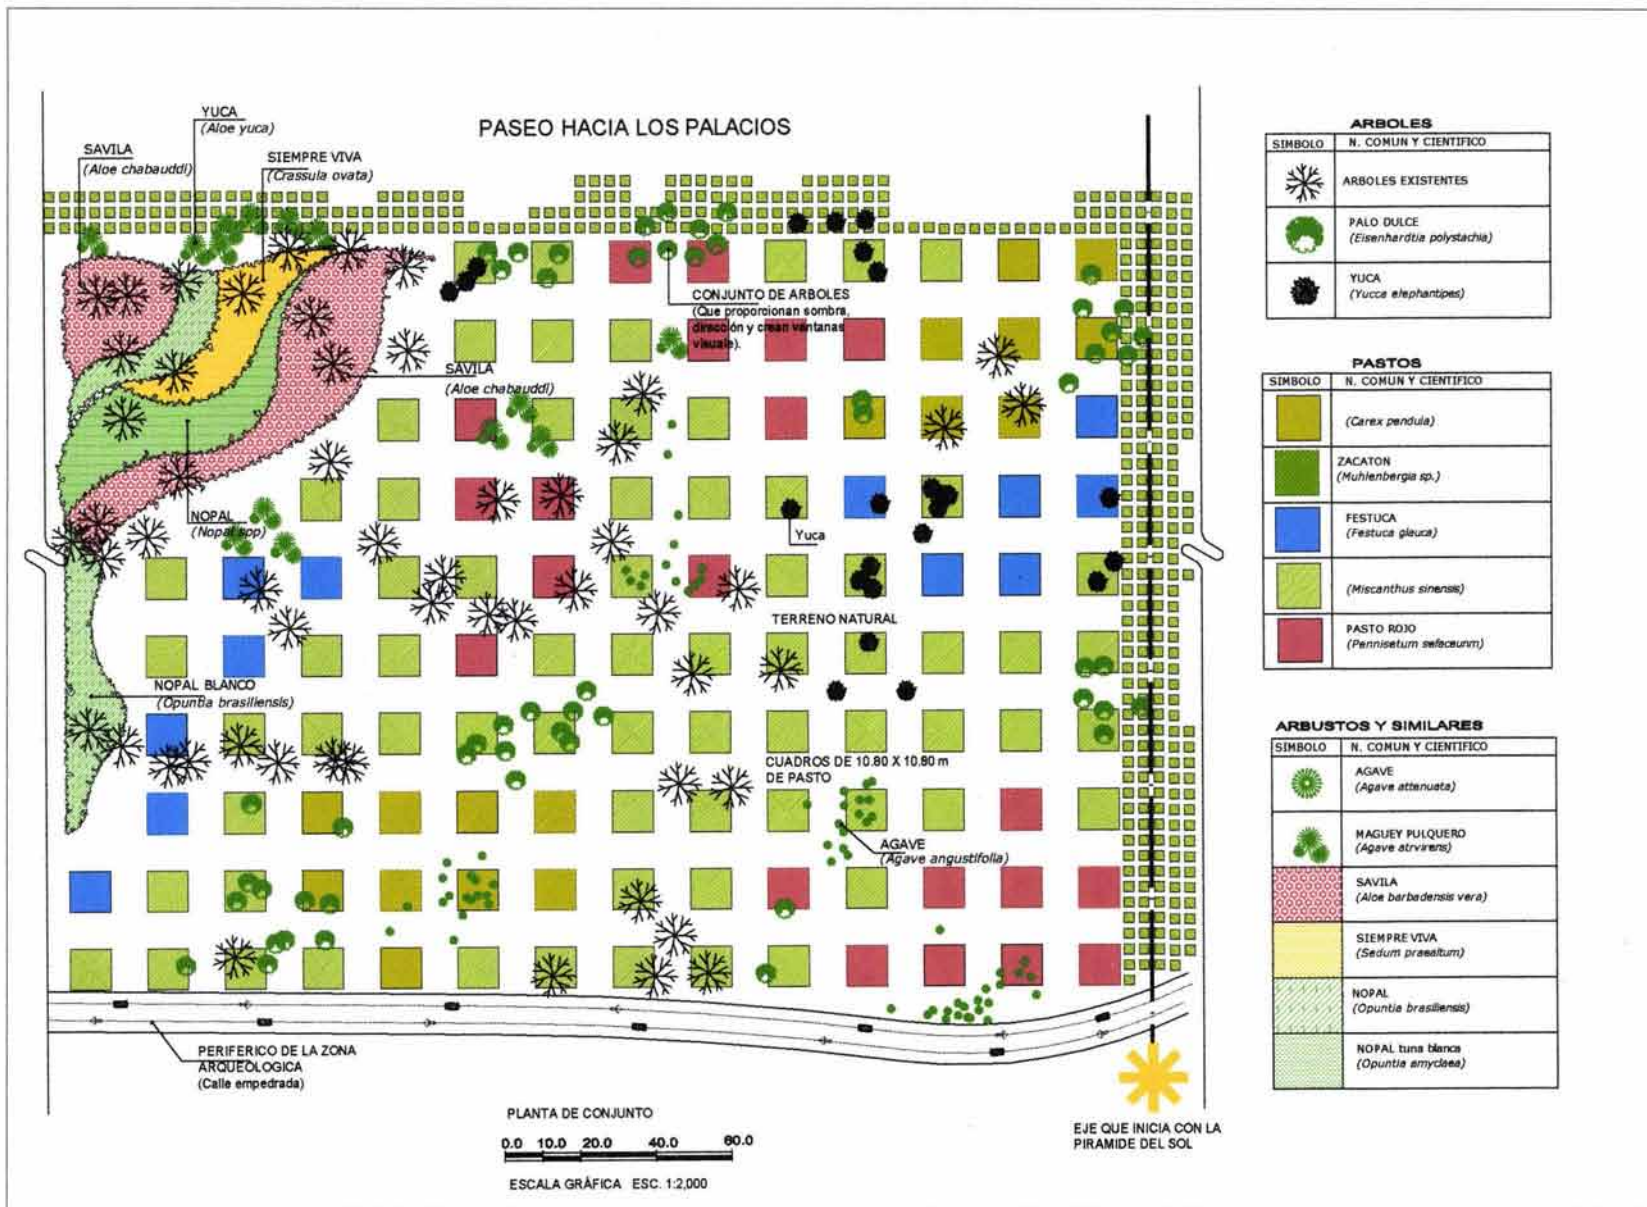 PASEO HACIA LOS PALACIOS
YUCA
(Aloe yuca)
SAVILA
(Aloe chabauddi)
SIEMPRE VIVA
(Crassula ovata)
CONJUNTO DE ARBOLES
(Que proporcionan sombra,
dirección y crean ventanas
visuale).
SAVILA
(Aloe chabauddi)
NOPAL
(Nopal spp)
Yuca
TERRENO NATURAL
NOPAL BLANCO
(Opuntia brasiliensis)
CUADROS DE 10.80 X 10.80 m
DE PASTO
AGAVE
(Agave angustifolia)
PERIFERICO DE LA ZONA
ARQUEOLOGICA
(Calle empedrada)
PLANTA DE CONJUNTO
0.0 10.0 20.0 40.0 60.0
ESCALA GRÁFICA ESC. 1:2,000
EJE QUE INICIA CON LA
PIRAMIDE DEL SOL
ARBOLES
SIMBOLO N. COMUN Y CIENTIFICO
ARBOLES EXISTENTES
PALO DULCE
(Eisenhardtia polystachia)
YUCA
(Yucca elephantipes)
PASTOS
SIMBOLO N. COMUN Y CIENTIFICO
(Carex pendula)
ZACATON
(Muhlenbergia sp.)
FESTUCA
(Festuca glauca)
(Miscanthus sinensis)
PASTO ROJO
(Pennisetum sefaceunm)
ARBUSTOS Y SIMILARES
SIMBOLO N. COMUN Y CIENTIFICO
AGAVE
(Agave attenuata)
MAGUEY PULQUERO
(Agave atrvirens)
SAVILA
(Aloe barbadensis vera)
SIEMPRE VIVA
(Sedum praealtum)
NOPAL
(Opuntia brasiliensis)
NOPAL tuna blanca
(Opuntia amyclaea)